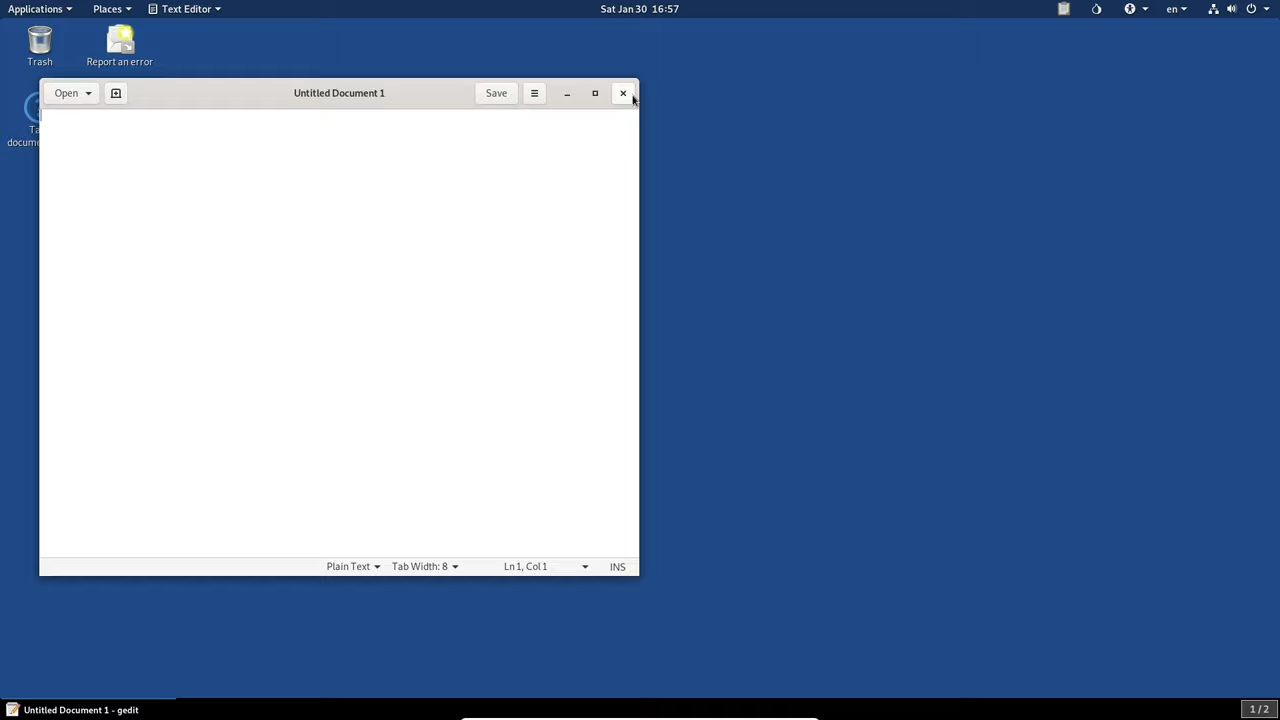 Applications Places Text Editor Sat Jan 30 16:57 en
Trash
Report an error
Open Untitled Document 1 Save
docume
Plain Text Tab Width: 8 Ln 1, Col 1 INS
Untitled Document 1 - gedit 1 / 2